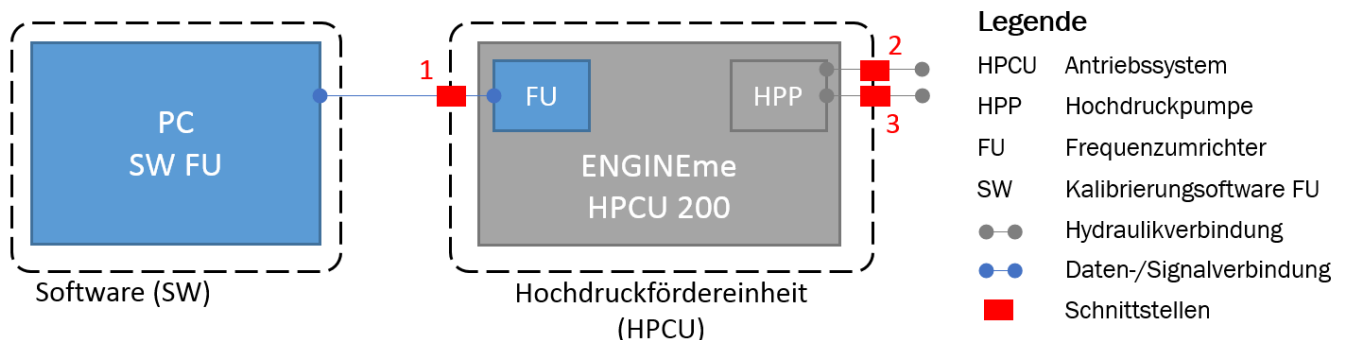 PC
SW FU
Software (SW)
1
FU
HPP
ENGINEme
HPCU 200
2
3
Hochdruckfördereinheit
(HPCU)
Legende
HPCU Antriebssystem
HPP Hochdruckpumpe
FU Frequenzumrichter
SW Kalibrierungsoftware FU
Hydraulikverbindung
Daten-/Signalverbindung
Schnittstellen